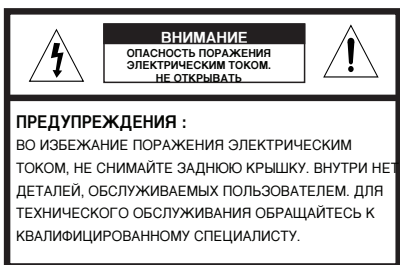 ВНИМАНИЕ
ОПАСНОСТЬ ПОРАЖЕНИЯ
ЭЛЕКТРИЧЕСКИМ ТОКОМ.
НЕ ОТКРЫВАТЬ
ПРЕДУПРЕЖДЕНИЯ :
ВО ИЗБЕЖАНИЕ ПОРАЖЕНИЯ ЭЛЕКТРИЧЕСКИМ
ТОКОМ, НЕ СНИМАЙТЕ ЗАДНЮЮ КРЫШКУ. ВНУТРИ НЕТ
ДЕТАЛЕЙ, ОБСЛУЖИВАЕМЫХ ПОЛЬЗОВАТЕЛЕМ. ДЛЯ
ТЕХНИЧЕСКОГО ОБСЛУЖИВАНИЯ ОБРАЩАЙТЕСЬ К
КВАЛИФИЦИРОВАННОМУ СПЕЦИАЛИСТУ.